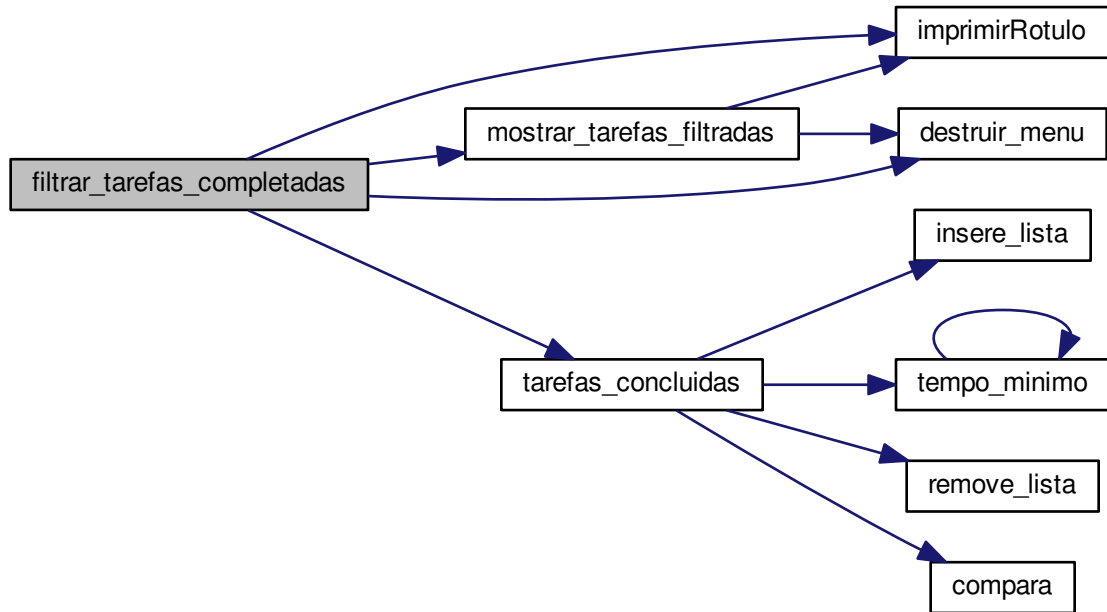 imprimirRotulo
mostrar_tarefas_filtradas
destruir_menu
filtrar_tarefas_completadas
insere_lista
tarefas_concluidas
tempo_minimo
remove_lista
compara